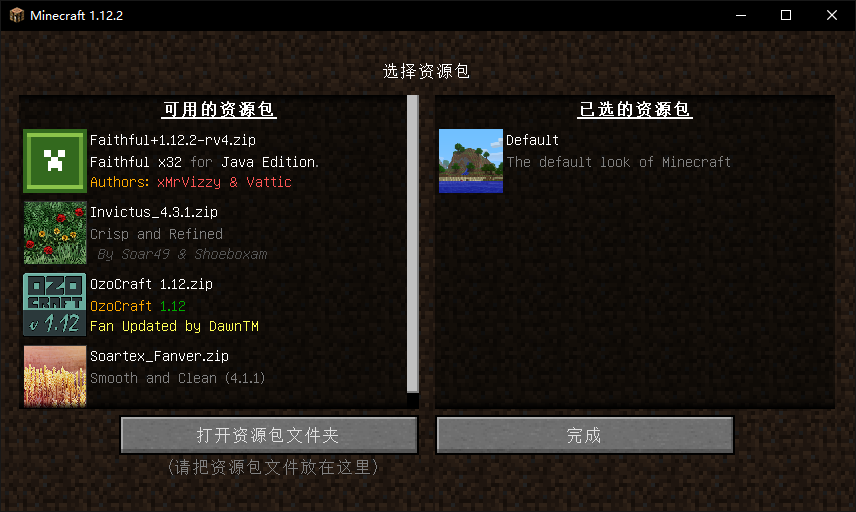 Minecraft 1.12.2
选择资源包
可用的资源包
Faithful+1.12.2-rv4.zip
Faithful x32 for Java Edition.
Authors: xMrVizzy & Vattic
Invictus_4.3.1.zip
Crisp and Refined
By Soar49 & Shoeboxam
OZO
CRAFT
v 1.12
OzoCraft 1.12.zip
OzoCraft 1.12
Fan Updated by DawnTM
Soartex_Fanver.zip
Smooth and Clean (4.1.1)
已选的资源包
Default
The default look of Minecraft
打开资源包文件夹
完成
(请把资源包文件放在这里)